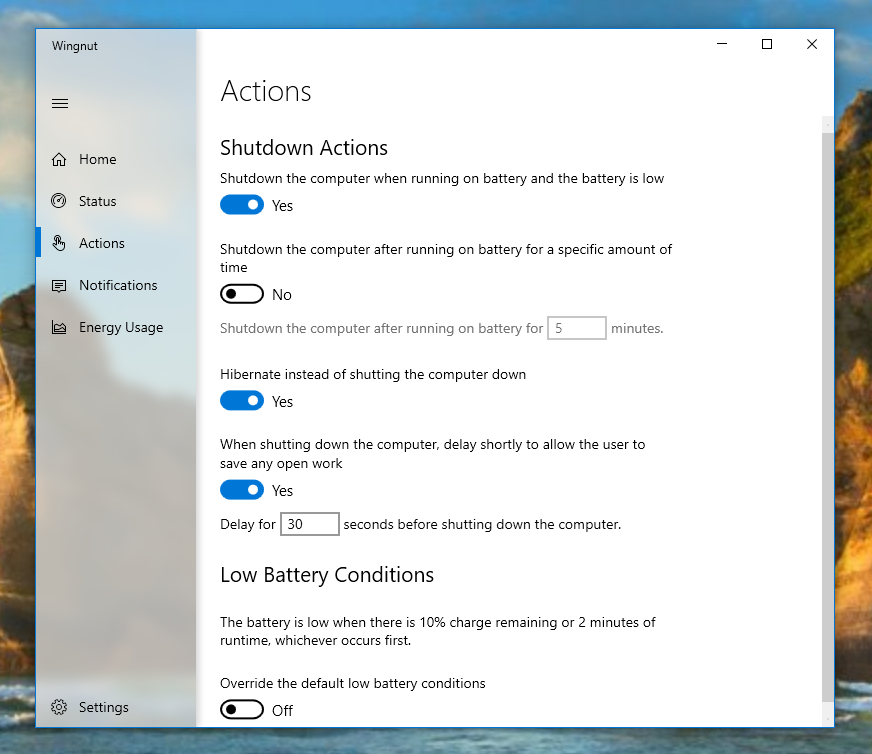 Wingnut
Home
Status
Actions
Notifications
Energy Usage
Settings
Actions
Shutdown Actions
Shutdown the computer when running on battery and the battery is low
Yes
Shutdown the computer after running on battery for a specific amount of
time
No
Shutdown the computer after running on battery for 5 minutes.
Hibernate instead of shutting the computer down
Yes
When shutting down the computer, delay shortly to allow the user to
save any open work
Yes
Delay for 30 seconds before shutting down the computer.
Low Battery Conditions
The battery is low when there is 10% charge remaining or 2 minutes of
runtime, whichever occurs first.
Override the default low battery conditions
Off